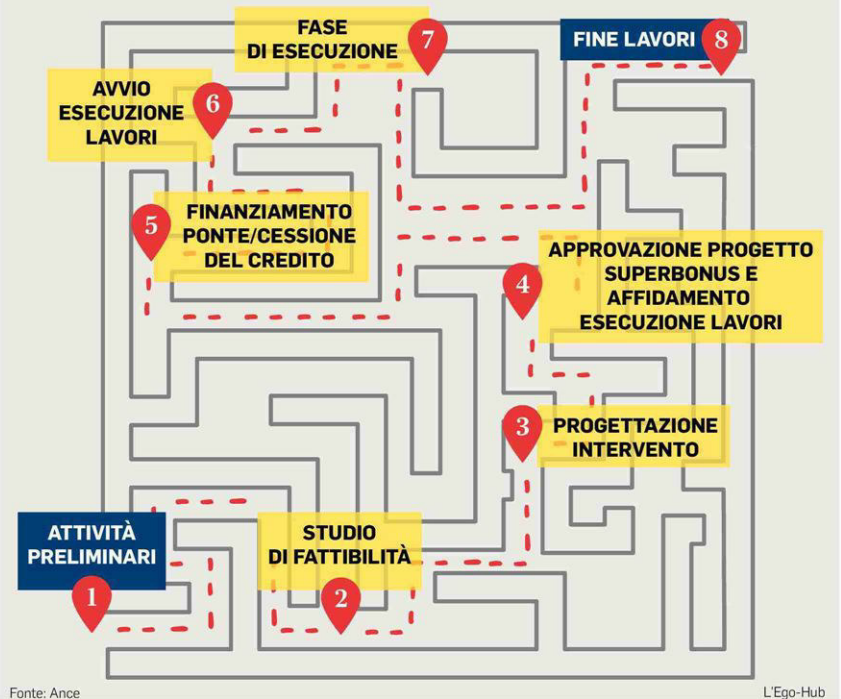 FASE
DI ESECUZIONE
7
FINE LAVORI
8
AVVIO
ESECUZIONE
LAVORI
6
5
FINANZIAMENTO
PONTE/CESSIONE
DEL CREDITO
4
APPROVAZIONE PROGETTO
SUPERBONUS E
AFFIDAMENTO
ESECUZIONE LAVORI
3
PROGETTAZIONE
INTERVENTO
ATTIVITÀ
PRELIMINARI
1
STUDIO
DI FATTIBILITÀ
2
Fonte: Ance
L'Ego-Hub